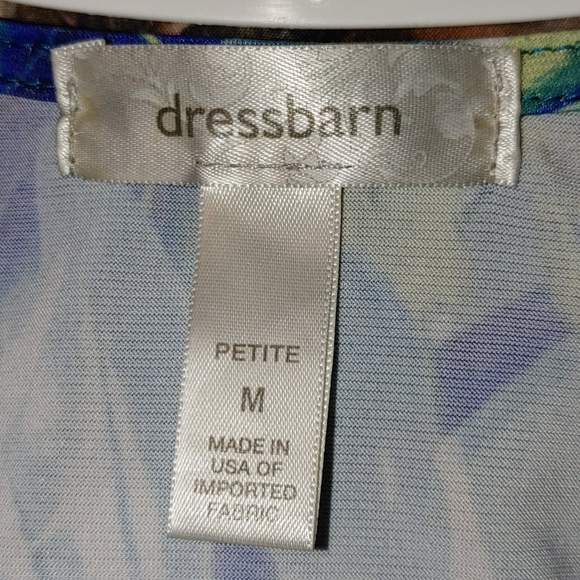 dressbarn
PETITE
M
MADE IN
USA OF
IMPORTED
FABRIC